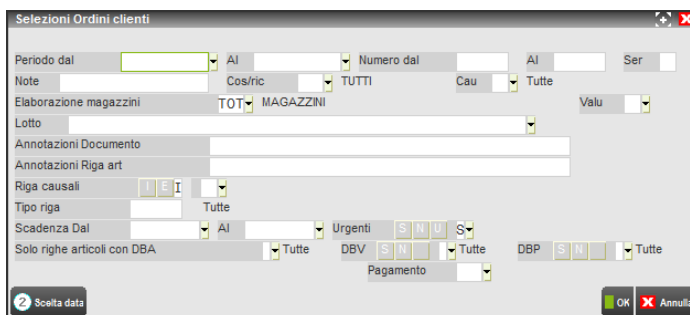 Selezioni Ordini clienti
Periodo dal Al Numero dal Al Ser
Note Cos/ric TUTTI Cau Tutte
Elaborazione magazzini TOT MAGAZZINI Valu
Lotto
Annotazioni Documento
Annotazioni Riga art
Riga causali I E I
Tipo riga Tutte
Scadenza Dal Al Urgenti S N U S
Solo righe articoli con DBA Tutte DBV S N Tutte DBP S N Tutte
Pagamento
2 Scelta data OK X Annulla